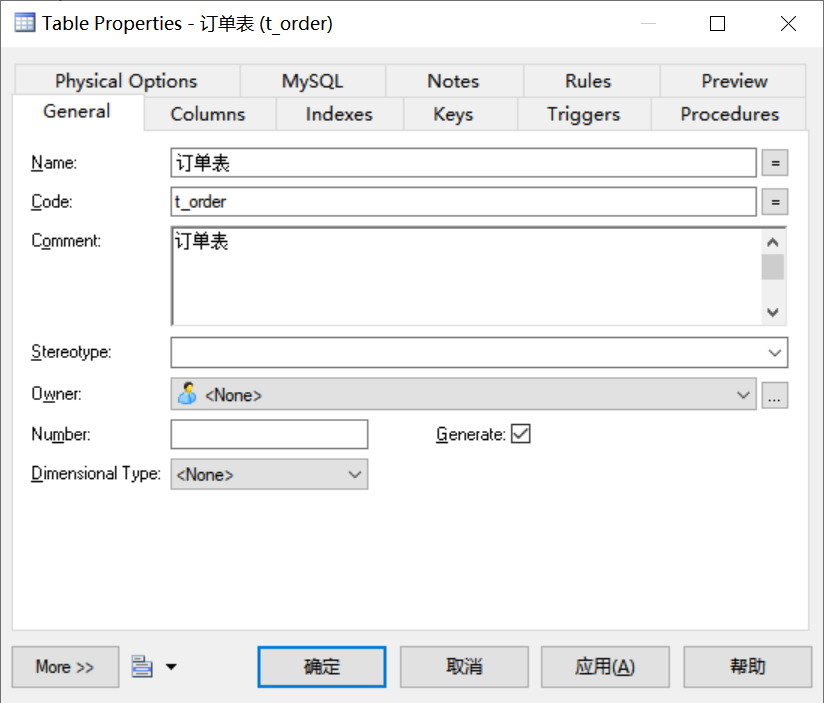 Table Properties - 订单表 (t_order)
Physical Options MySQL Notes Rules Preview
General Columns Indexes Keys Triggers Procedures
Name: 订单表 =
Code: t_order =
Comment: 订单表
Stereotype:
Owner: <None> ...
Number: Generate:
Dimensional Type: <None>
More >> 确定 取消 应用(A) 帮助